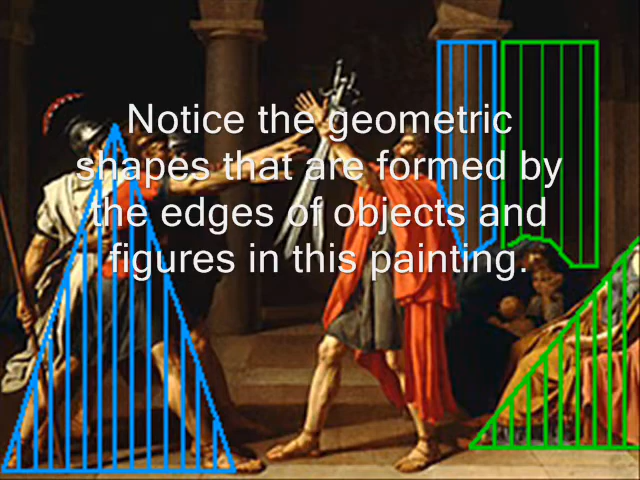 Notice the geometric
shapes that are formed by
the edges of objects and
figures in this painting.